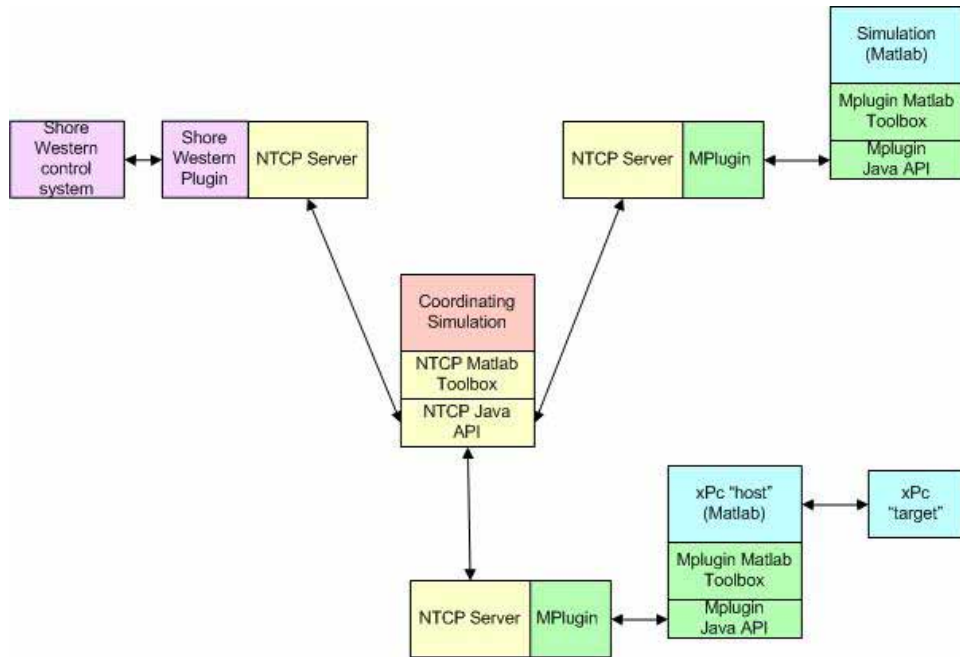 Simulation
(Matlab)
Mplugin Matlab
Toolbox
Mplugin
Java API
Shore
Western
control
system
Shore
Western
Plugin
NTCP Server
NTCP Server
MPlugin
Coordinating
Simulation
NTCP Matlab
Toolbox
NTCP Java
API
xPc “host”
(Matlab)
Mplugin Matlab
Toolbox
Mplugin
Java API
xPc
“target”
NTCP Server
MPlugin